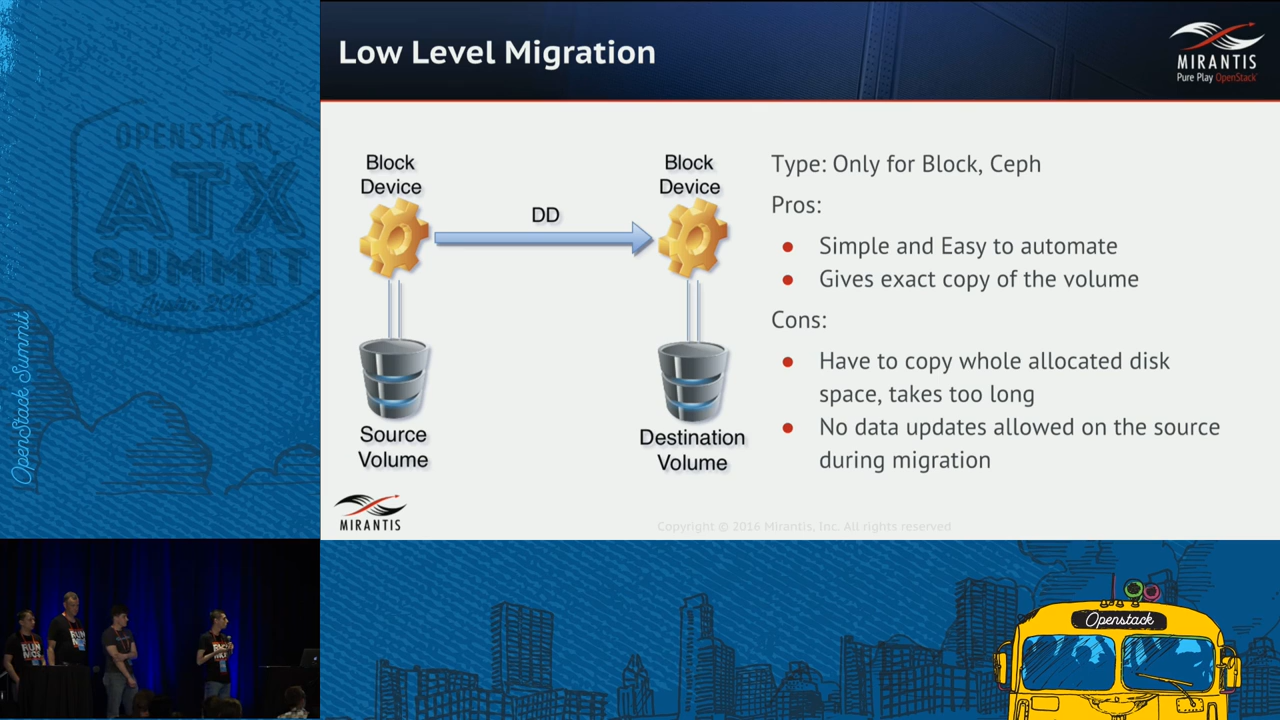 Low Level Migration
MIRANTIS
Pure Play OpenStack
OPENSTACK
ATX
SUMMIT
Austin 2016
OpenStack Summit
Block
Device
DD
Block
Device
Source
Volume
Destination
Volume
Type: Only for Block, Ceph
Pros:
● Simple and Easy to automate
● Gives exact copy of the volume
Cons:
● Have to copy whole allocated disk
space, takes too long
● No data updates allowed on the source
during migration
MIRANTIS
Copyright © 2016 Mirantis, Inc. All rights reserved
Openstack